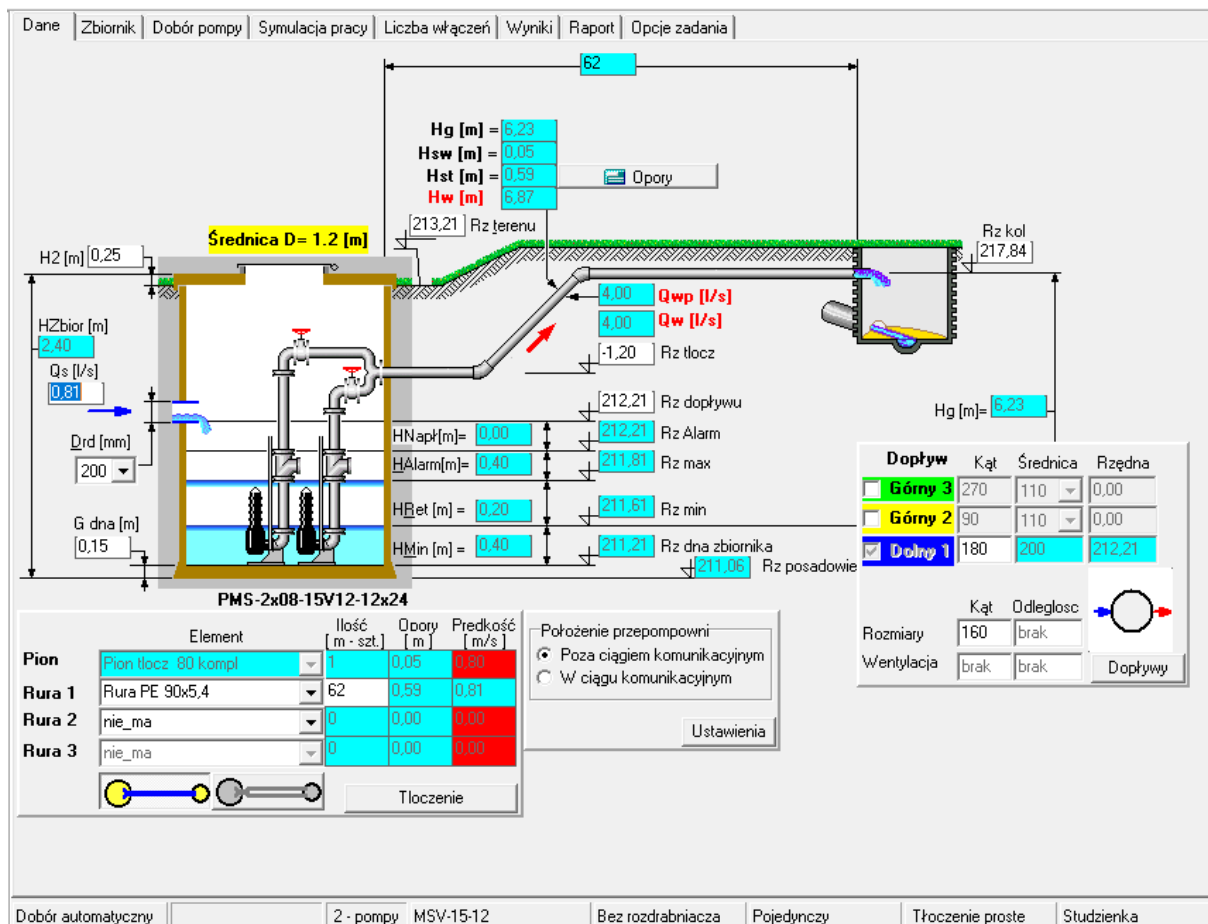 Dane Zbiornik Dobór pompy Symulacja pracy Liczba włączeń Wyniki Raport Opcje zadania
62
Hg [m] = 6,23
Hsw [m] = 0,05
Hst [m] = 0,59 Opory
Hw [m] 6,87
213,21 Rz terenu
Rz kol
217,84
Średnica D= 1.2 [m]
H2 [m] 0,25
4,00 Qwp [l/s]
4,00 Qw [l/s]
HZbior [m]
2,40
-1,20 Rz tłocz
Qs [l/s]
0,81
212,21 Rz dopływu
Hg [m]= 6,23
HNapł[m]= 0,00 212,21 Rz Alarm
Drd [mm]
200
HAlarm[m]= 0,40 211,81 Rz max
HRet [m] = 0,20 211,61 Rz min
G dna [m]
0,15
HMin [m] = 0,40 211,21 Rz dna zbiornika
211,06 Rz posadowie
Dopływ Kąt Średnica Rzędna
Górny 3 270 110 0,00
Górny 2 90 110 0,00
Dolny 1 180 200 212,21
Kąt Odleglosc
Rozmiary 160 brak
Wentylacja brak brak Dopływy
PMS-2x08-15V12-12x24
Element Ilość [ m - szt.] Opory [ m ] Predkość [ m/s ]
Pion Pion tlocz 80 kompl 1 0,05 0,80
Rura 1 Rura PE 90x5,4 62 0,59 0,81
Rura 2 nie_ma 0 0,00 0,00
Rura 3 nie_ma 0 0,00 0,00
Tloczenie
Położenie przepompowni
Poza ciągiem komunikacyjnym
W ciągu komunikacyjnym
Ustawienia
Dobór automatyczny 2 - pompy MSV-15-12 Bez rozdrabniacza Pojedynczy Tłoczenie proste Studzienka